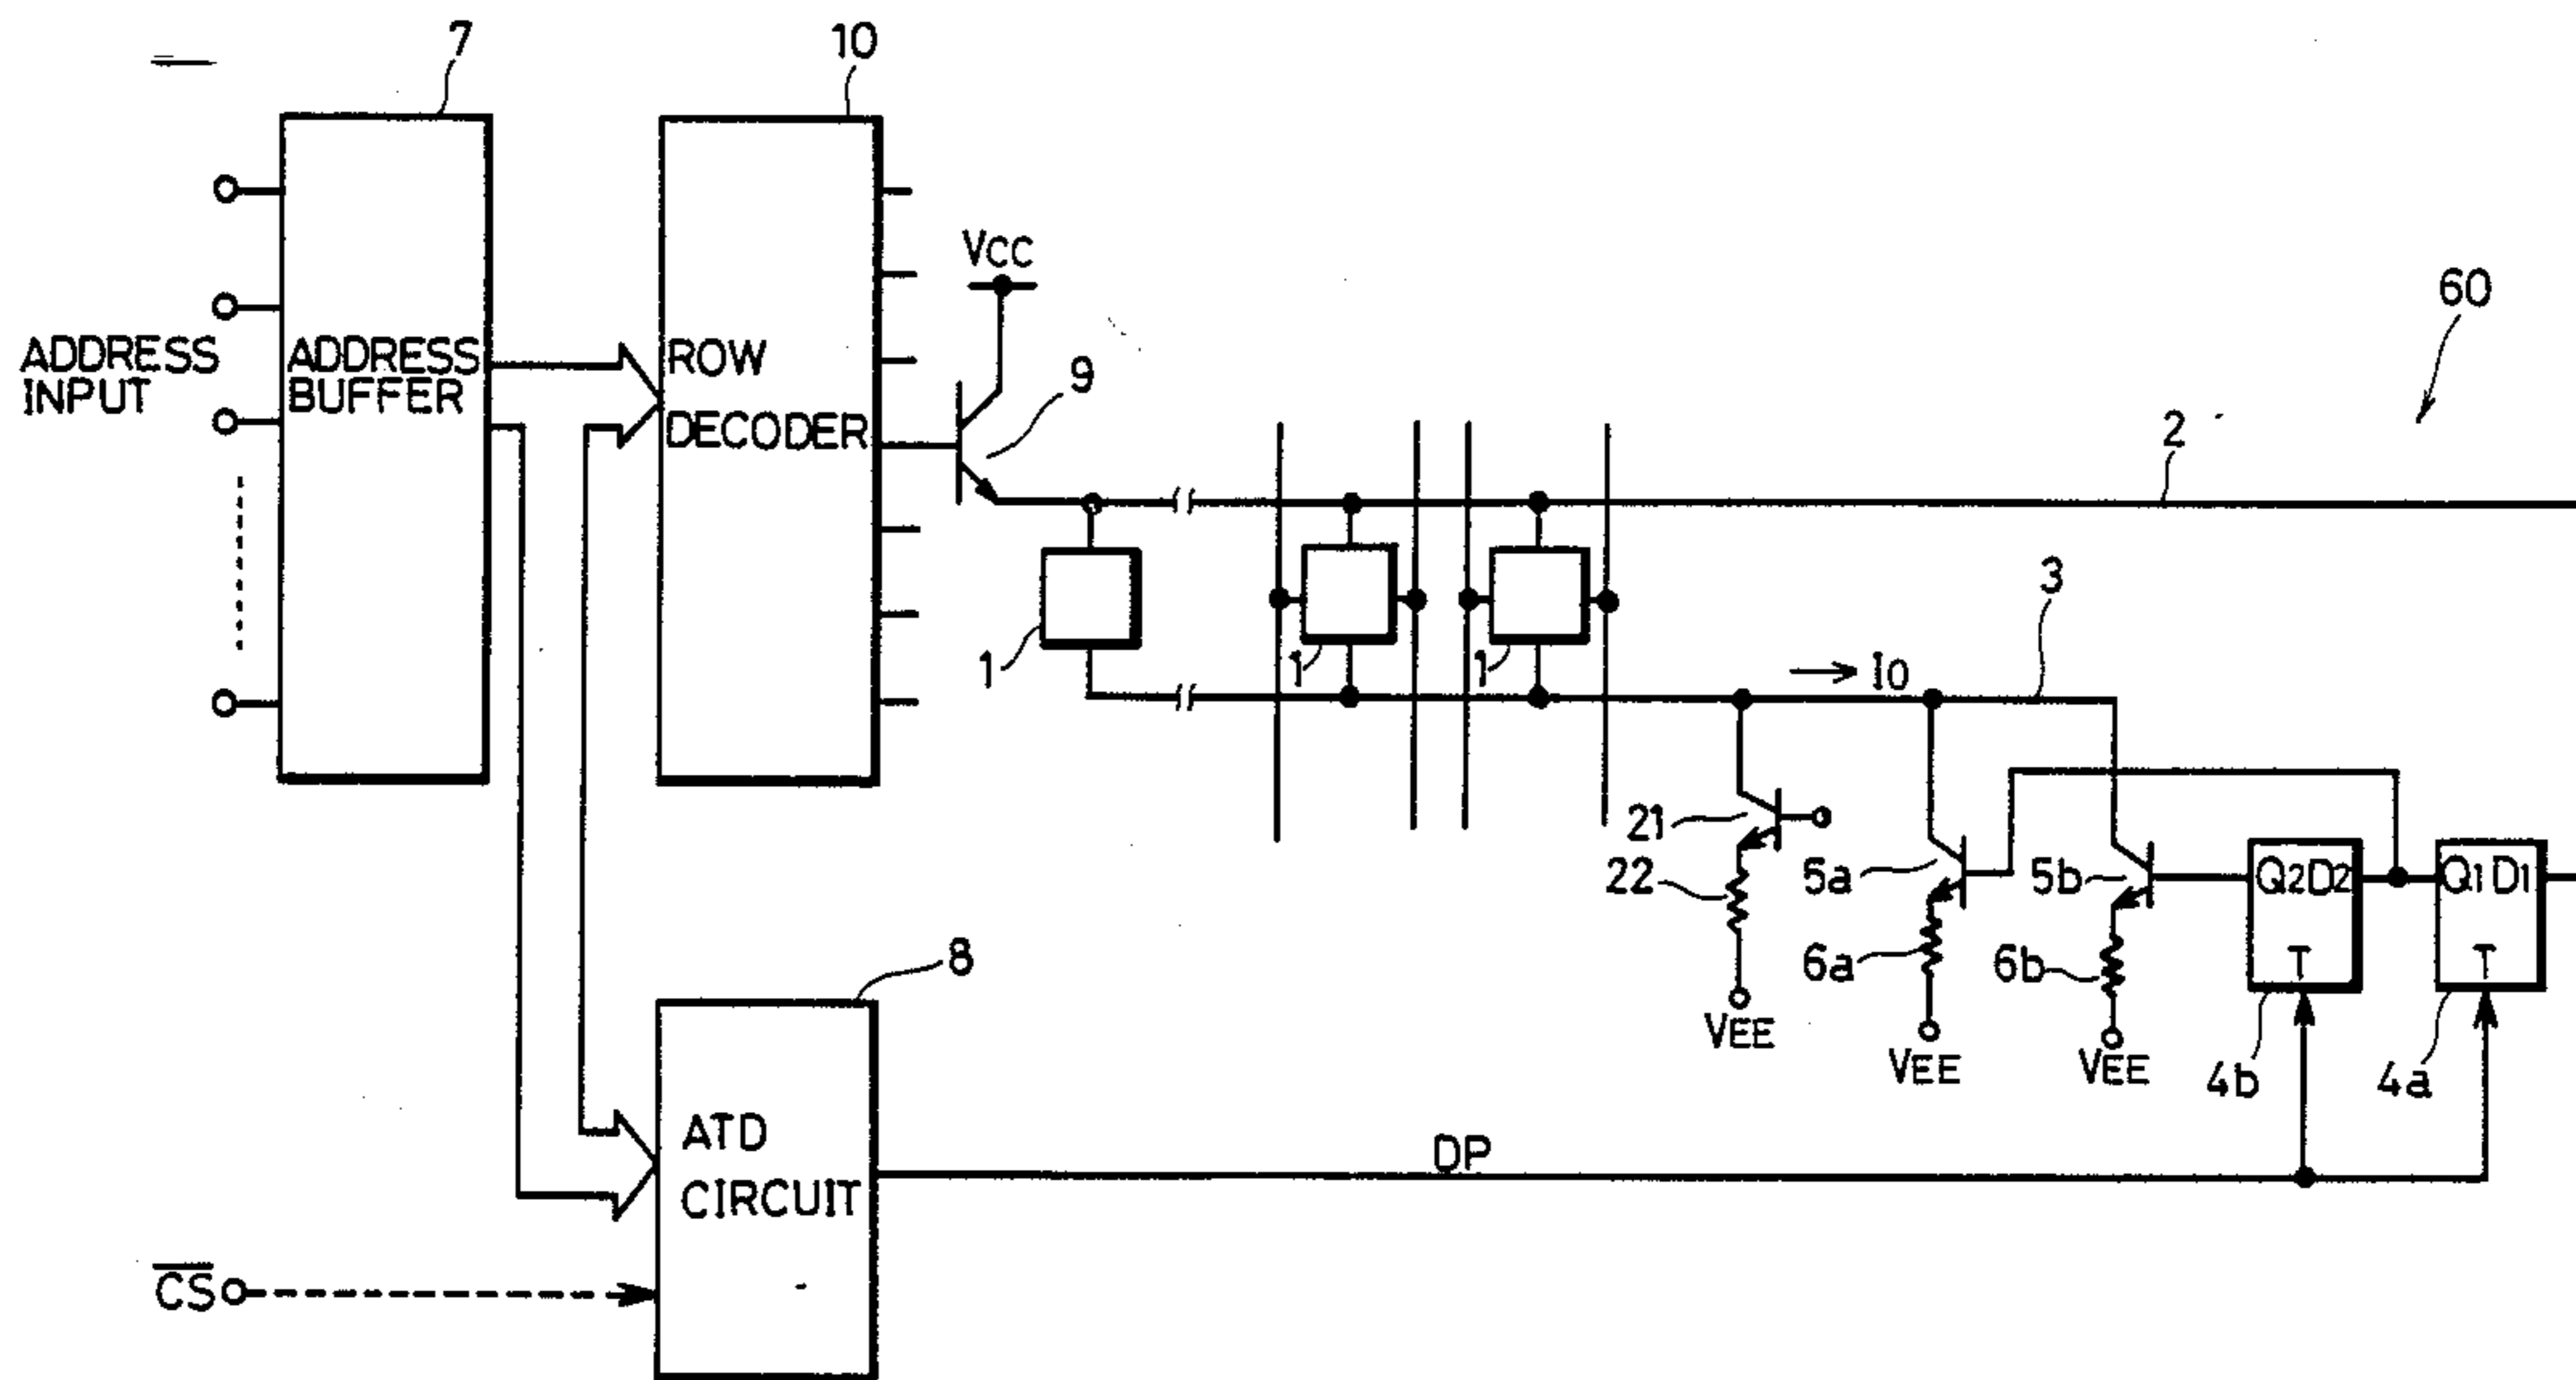 7
10
VCC
60
ADDRESS
INPUT
ADDRESS
BUFFER
ROW
DECODER
9
2
3
1
1
1
I0
21
22
5a
5b
6a
6b
Q2D2
T
Q1D1
T
VEE
VEE
VEE
4b
4a
8
ATD
CIRCUIT
DP
CS